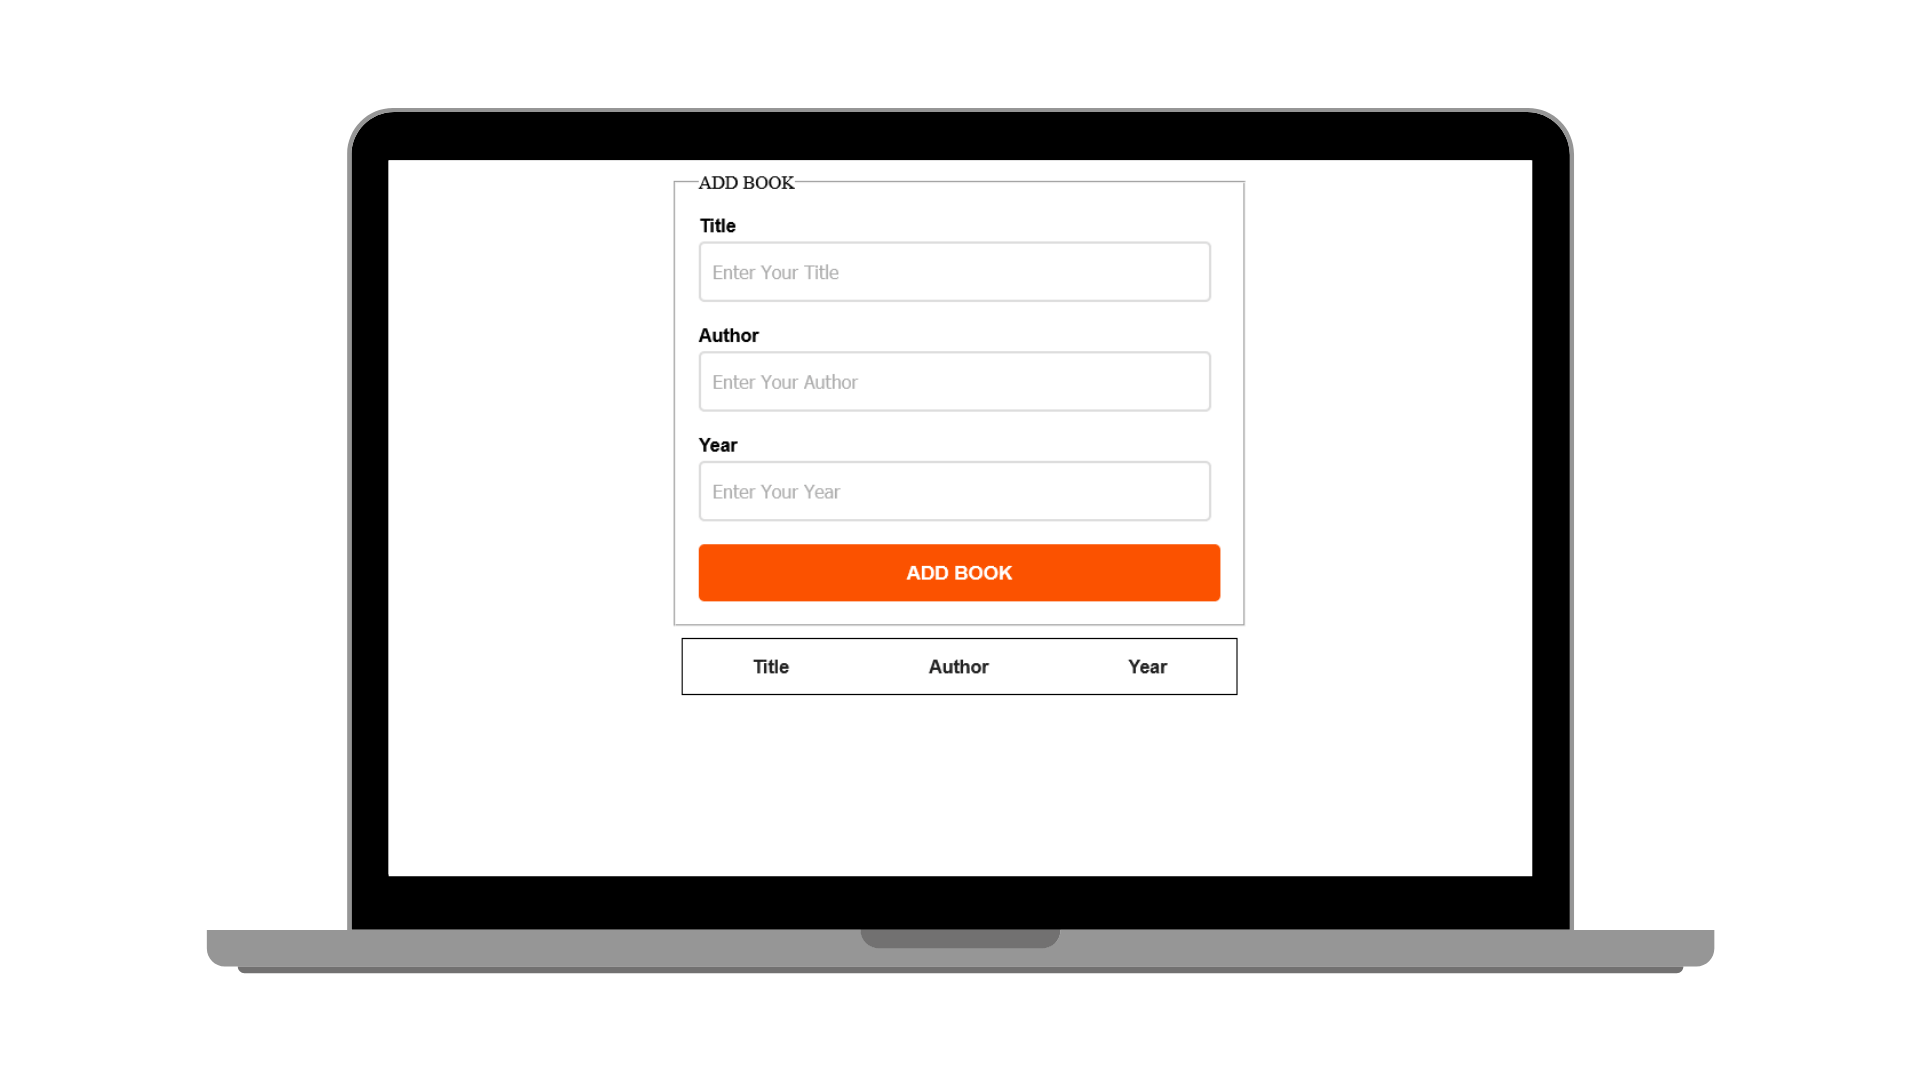 ADD BOOK
Title
Enter Your Title
Author
Enter Your Author
Year
Enter Your Year
ADD BOOK
Title Author Year